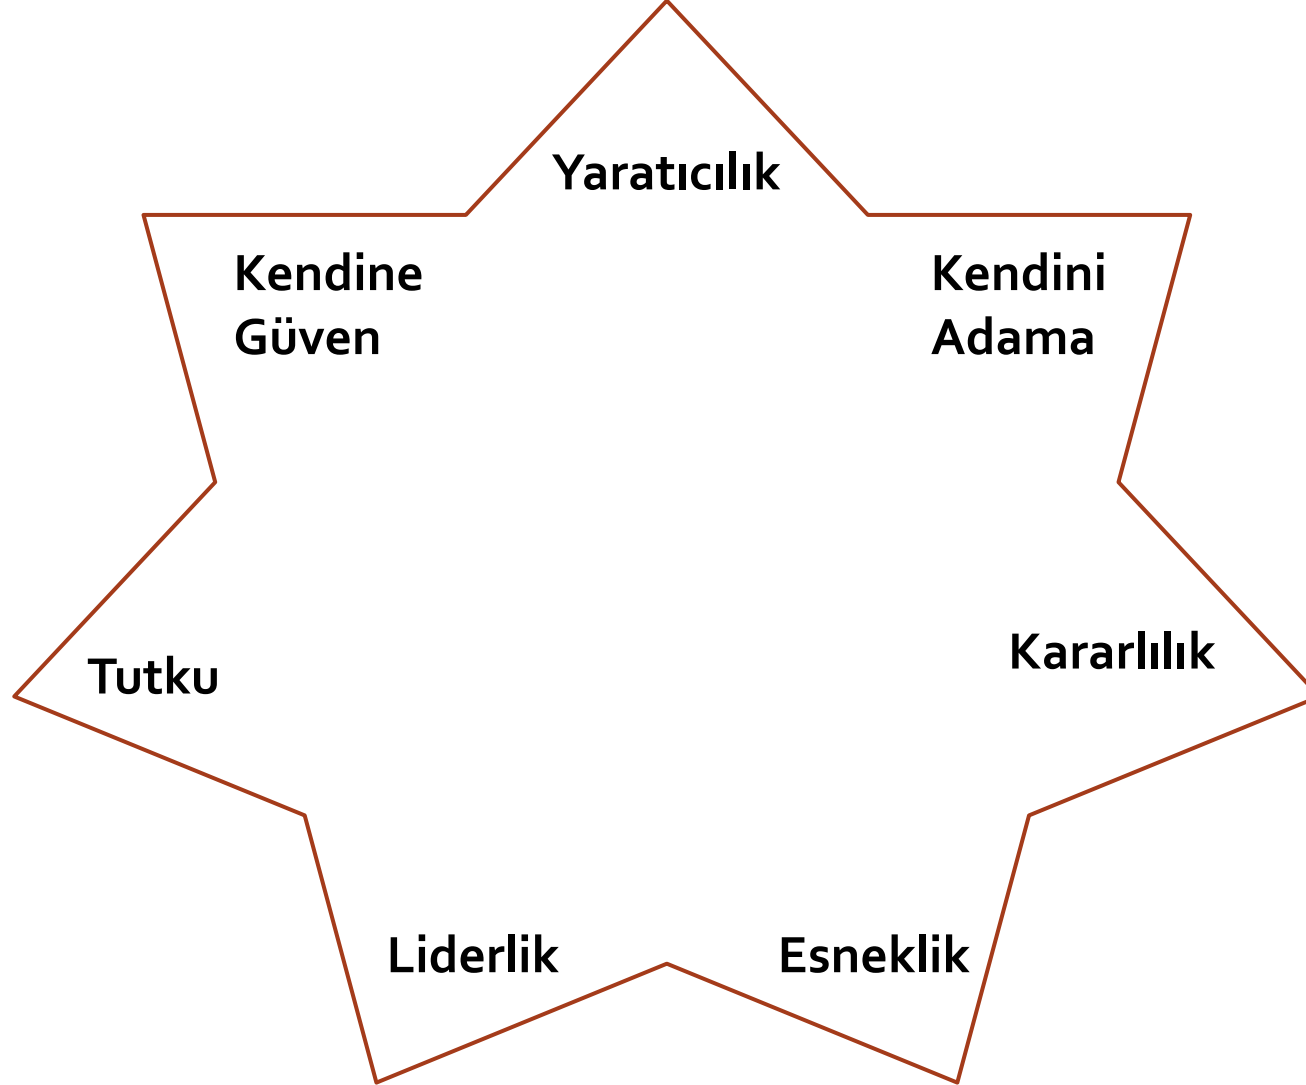 Yaratıcılık
Kendine
Güven
Kendini
Adama
Kararlılık
Tutku
Liderlik
Esneklik